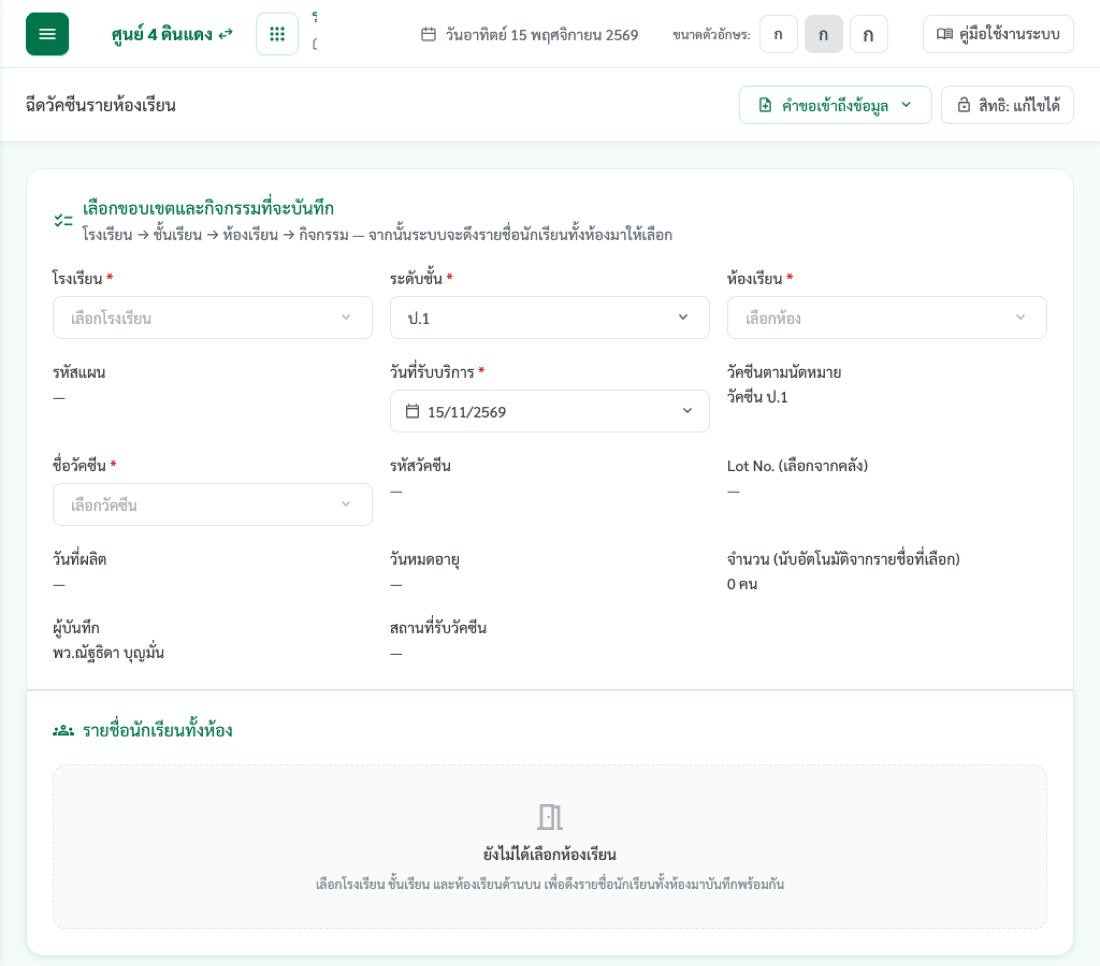 ศูนย์ 4 ดินแดง
วันอาทิตย์ 15 พฤศจิกายน 2569
ขนาดตัวอักษร:
ก
ก
ก
คู่มือใช้งานระบบ
ฉีดวัคซีนรายห้องเรียน
คำขอเข้าถึงข้อมูล
สิทธิ: แก้ไขได้
เลือกขอบเขตและกิจกรรมที่จะบันทึก
โรงเรียน → ชั้นเรียน → ห้องเรียน → กิจกรรม — จากนั้นระบบจะดึงรายชื่อนักเรียนทั้งห้องมาให้เลือก
โรงเรียน *
ระดับชั้น *
ห้องเรียน *
เลือกโรงเรียน
ป.1
เลือกห้อง
รหัสแผน
วันที่รับบริการ *
วัคซีนตามนัดหมาย
—
15/11/2569
วัคซีน ป.1
ชื่อวัคซีน *
รหัสวัคซีน
Lot No. (เลือกจากคลัง)
เลือกวัคซีน
—
—
วันที่ผลิต
วันหมดอายุ
จำนวน (นับอัตโนมัติจากรายชื่อที่เลือก)
—
—
0 คน
ผู้บันทึก
สถานที่รับวัคซีน
พว.ณัฐธิดา บุญมั่น
—
รายชื่อนักเรียนทั้งห้อง
ยังไม่ได้เลือกห้องเรียน
เลือกโรงเรียน ชั้นเรียน และห้องเรียนด้านบน เพื่อดึงรายชื่อนักเรียนทั้งห้องมาบันทึกพร้อมกัน